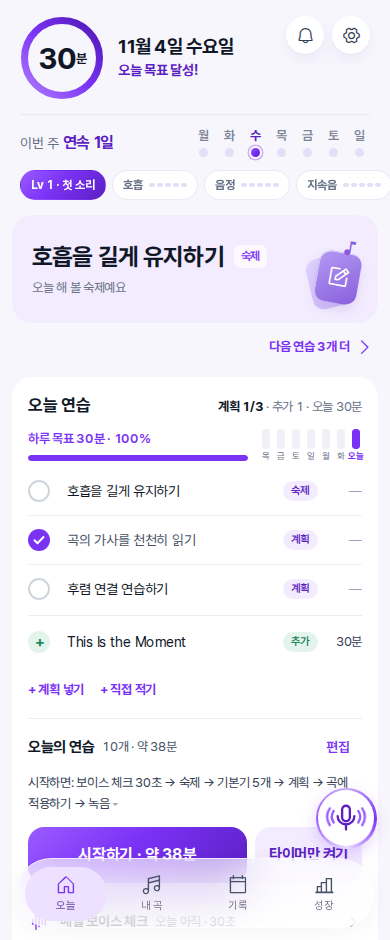 30분
11월 4일 수요일
오늘 목표 달성!
이번 주 연속 1일
월 화 수 목 금 토 일
Lv 1 · 첫 소리 호흡 음정 지속음
호흡을 길게 유지하기 숙제
오늘 해 볼 숙제예요
다음 연습 3개 더
오늘 연습 계획 1/3 · 추가 1 · 오늘 30분
하루 목표 30분 · 100%
목 금 토 일 월 화 오늘
호흡을 길게 유지하기 숙제 —
곡의 가사를 천천히 읽기 계획 —
후렴 연결 연습하기 계획 —
This Is the Moment 추가 30분
+ 계획 넣기 + 직접 적기
오늘의 연습 10개 · 약 38분 편집
시작하면: 보이스 체크 30초 → 숙제 → 기본기 5개 → 계획 → 곡에
적용하기 → 녹음
시작하기 · 약 38분 타이머만 켜기
오늘 내 곡 기록 성장
매일 보이스 체크 오늘 아직 · 30초